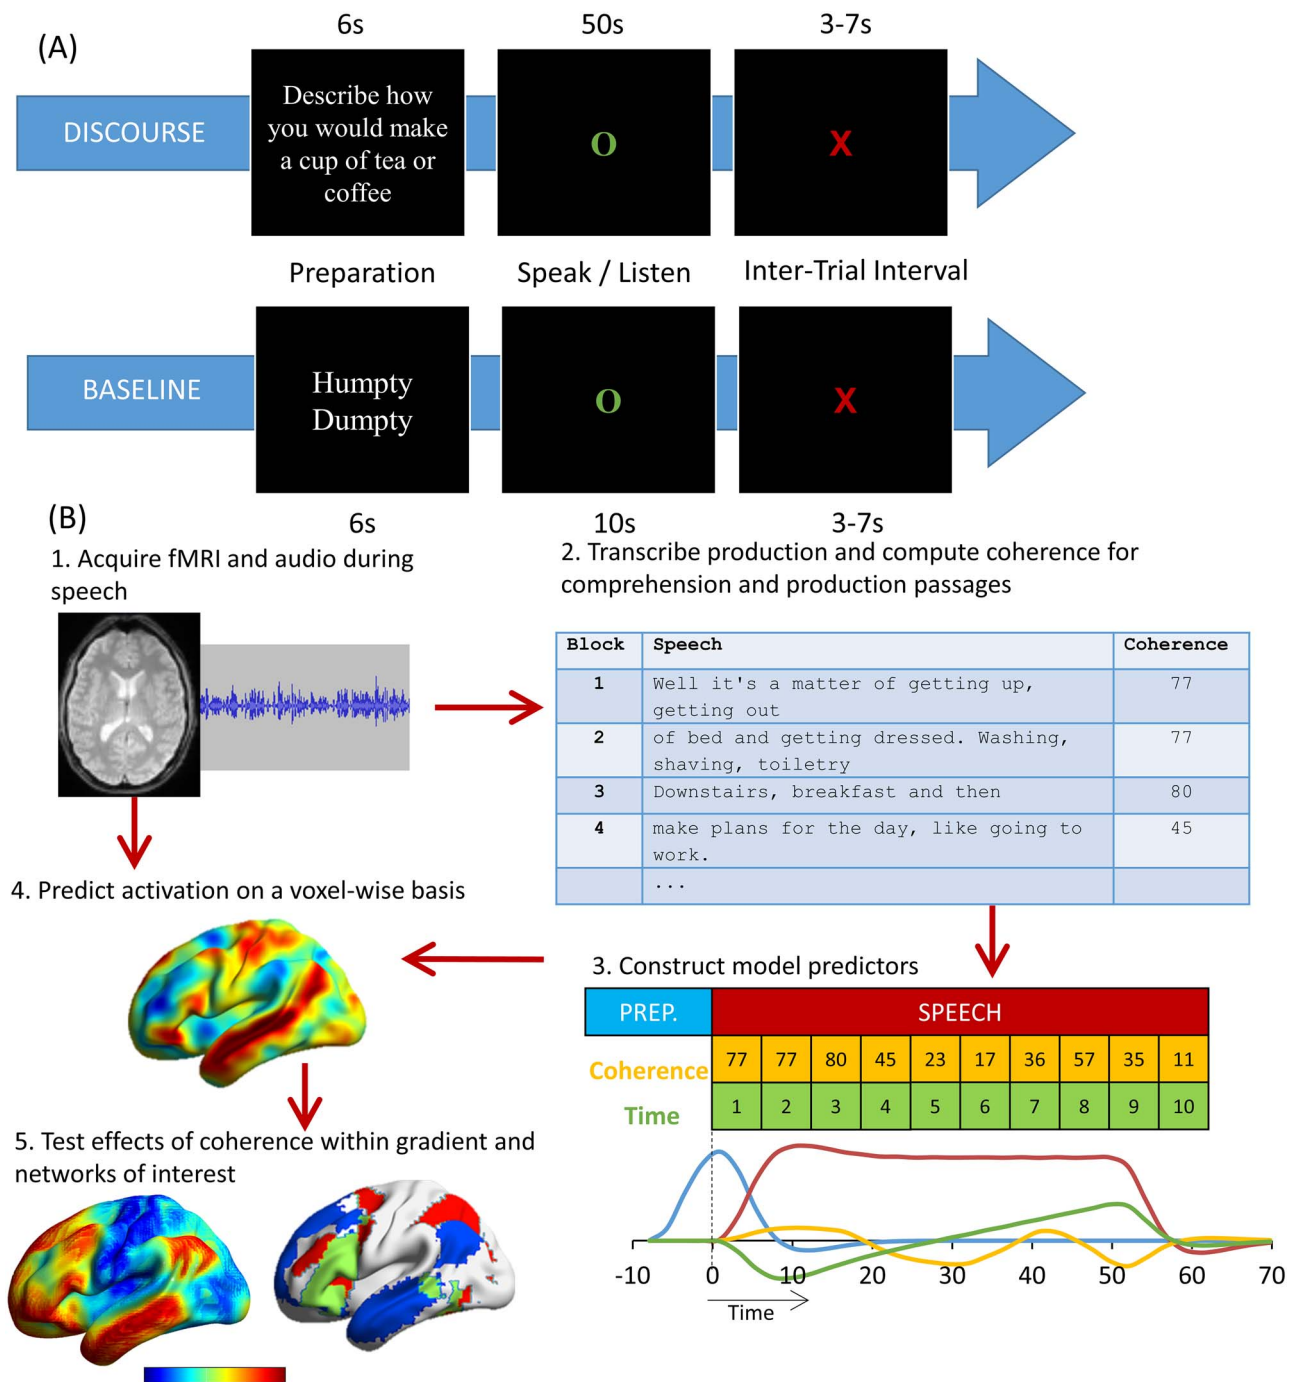 (A)
6s
50s
3-7s
DISCOURSE
Describe how
you would make
a cup of tea or
coffee
O
X
Preparation
Speak / Listen
Inter-Trial Interval
BASELINE
Humpty
Dumpty
O
X
6s
10s
3-7s
(B)
1. Acquire fMRI and audio during
speech
2. Transcribe production and compute coherence for
comprehension and production passages
Block Speech Coherence
1 Well it's a matter of getting up, 77
getting out
2 of bed and getting dressed. Washing, 77
shaving, toiletry
3 Downstairs, breakfast and then 80
4 make plans for the day, like going to 45
work.
...
3. Construct model predictors
PREP. SPEECH
Coherence 77 77 80 45 23 17 36 57 35 11
Time 1 2 3 4 5 6 7 8 9 10
-10 0 10 20 30 40 50 60 70
Time
4. Predict activation on a voxel-wise basis
5. Test effects of coherence within gradient and
networks of interest